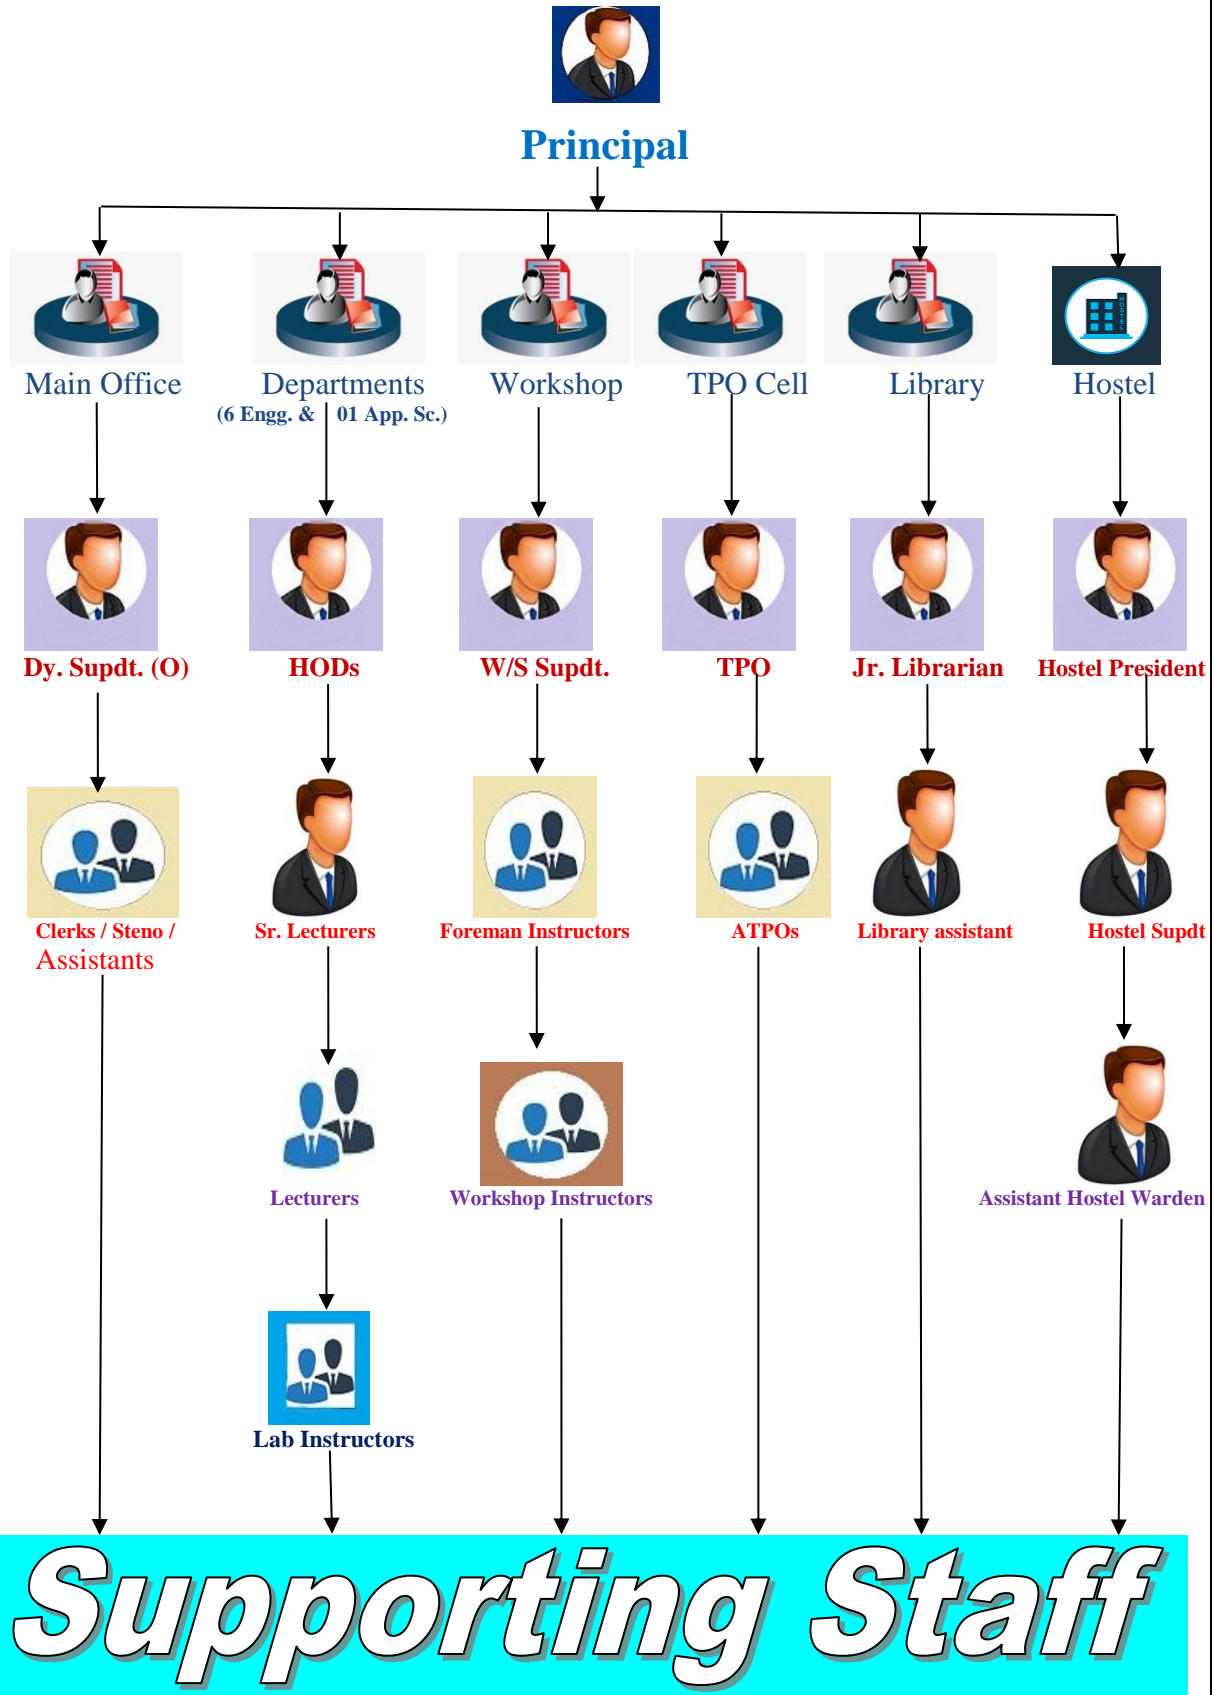 Principal
Main Office Departments Workshop TPO Cell Library Hostel
(6 Engg. & 01 App. Sc.)
Dy. Supdt. (O) HODs W/S Supdt. TPO Jr. Librarian Hostel President
Clerks / Steno / Sr. Lecturers Foreman Instructors ATPOs Library assistant Hostel Supdt
Assistants
Lecturers Workshop Instructors Assistant Hostel Warden
Lab Instructors
Supporting Staff